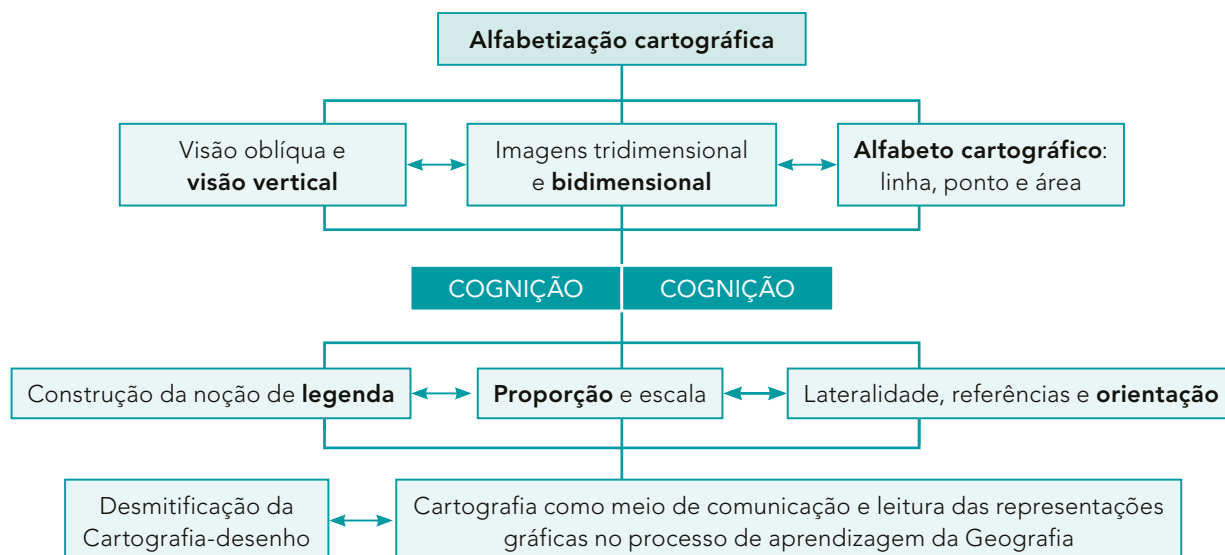 Alfabetização cartográfica
Visão oblíqua e
visão vertical
Imagens tridimensional
e bidimensional
Alfabeto cartográfico:
linha, ponto e área
COGNIÇÃO COGNIÇÃO
Construção da noção de legenda
Proporção e escala
Lateralidade, referências e orientação
Desmitificação da
Cartografia-desenho
Cartografia como meio de comunicação e leitura das representações
gráficas no processo de aprendizagem da Geografia